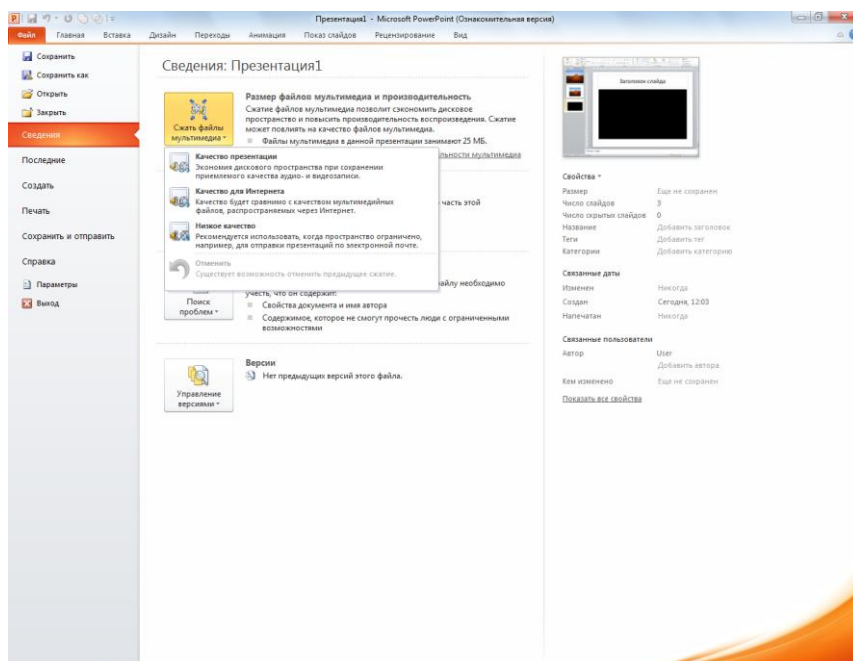 Презентация1 - Microsoft PowerPoint (Ознакомительная версия)
Файл Главная Вставка Дизайн Переходы Анимация Показ слайдов Рецензирование Вид
Сохранить
Сохранить как
Открыть
Закрыть
Сведения
Последние
Создать
Печать
Сохранить и отправить
Справка
Параметры
Выход
Сведения: Презентация1
Сжать файлы
мультимедиа
Размер файлов мультимедиа и производительность
Сжатие файлов мультимедиа позволит сэкономить дисковое
пространство и повысить производительность воспроизведения. Сжатие
может повлиять на качество файлов мультимедиа.
Файлы мультимедиа в данной презентации занимают 25 МБ.
льности мультимедиа
Качество презентации
Экономия дискового пространства при сохранении
приемлемого качества аудио- и видеозаписи.
Качество для Интернета
Качество будет сравнимо с качеством мультимедийных
файлов, распространяемых через Интернет.
часть этой
Низкое качество
Рекомендуется использовать, когда пространство ограничено,
например, для отправки презентаций по электронной почте.
Отменить
Существует возможность отменить предыдущее сжатие.
айлу необходимо
учесть, что он содержит:
Свойства документа и имя автора
Содержимое, которое не смогут прочесть люди с ограниченными
возможностями
Поиск
проблем
Версии
Нет предыдущих версий этого файла.
Управление
версиями
Заголовок слайда
Свойства
Размер Еще не сохранен
Число слайдов 3
Число скрытых слайдов 0
Название Добавить заголовок
Теги Добавить тег
Категории Добавить категорию
Связанные даты
Изменен Никогда
Создан Сегодня, 12:03
Напечатан Никогда
Связанные пользователи
Автор User
Добавить автора
Кем изменено Еще не сохранен
Показать все свойства